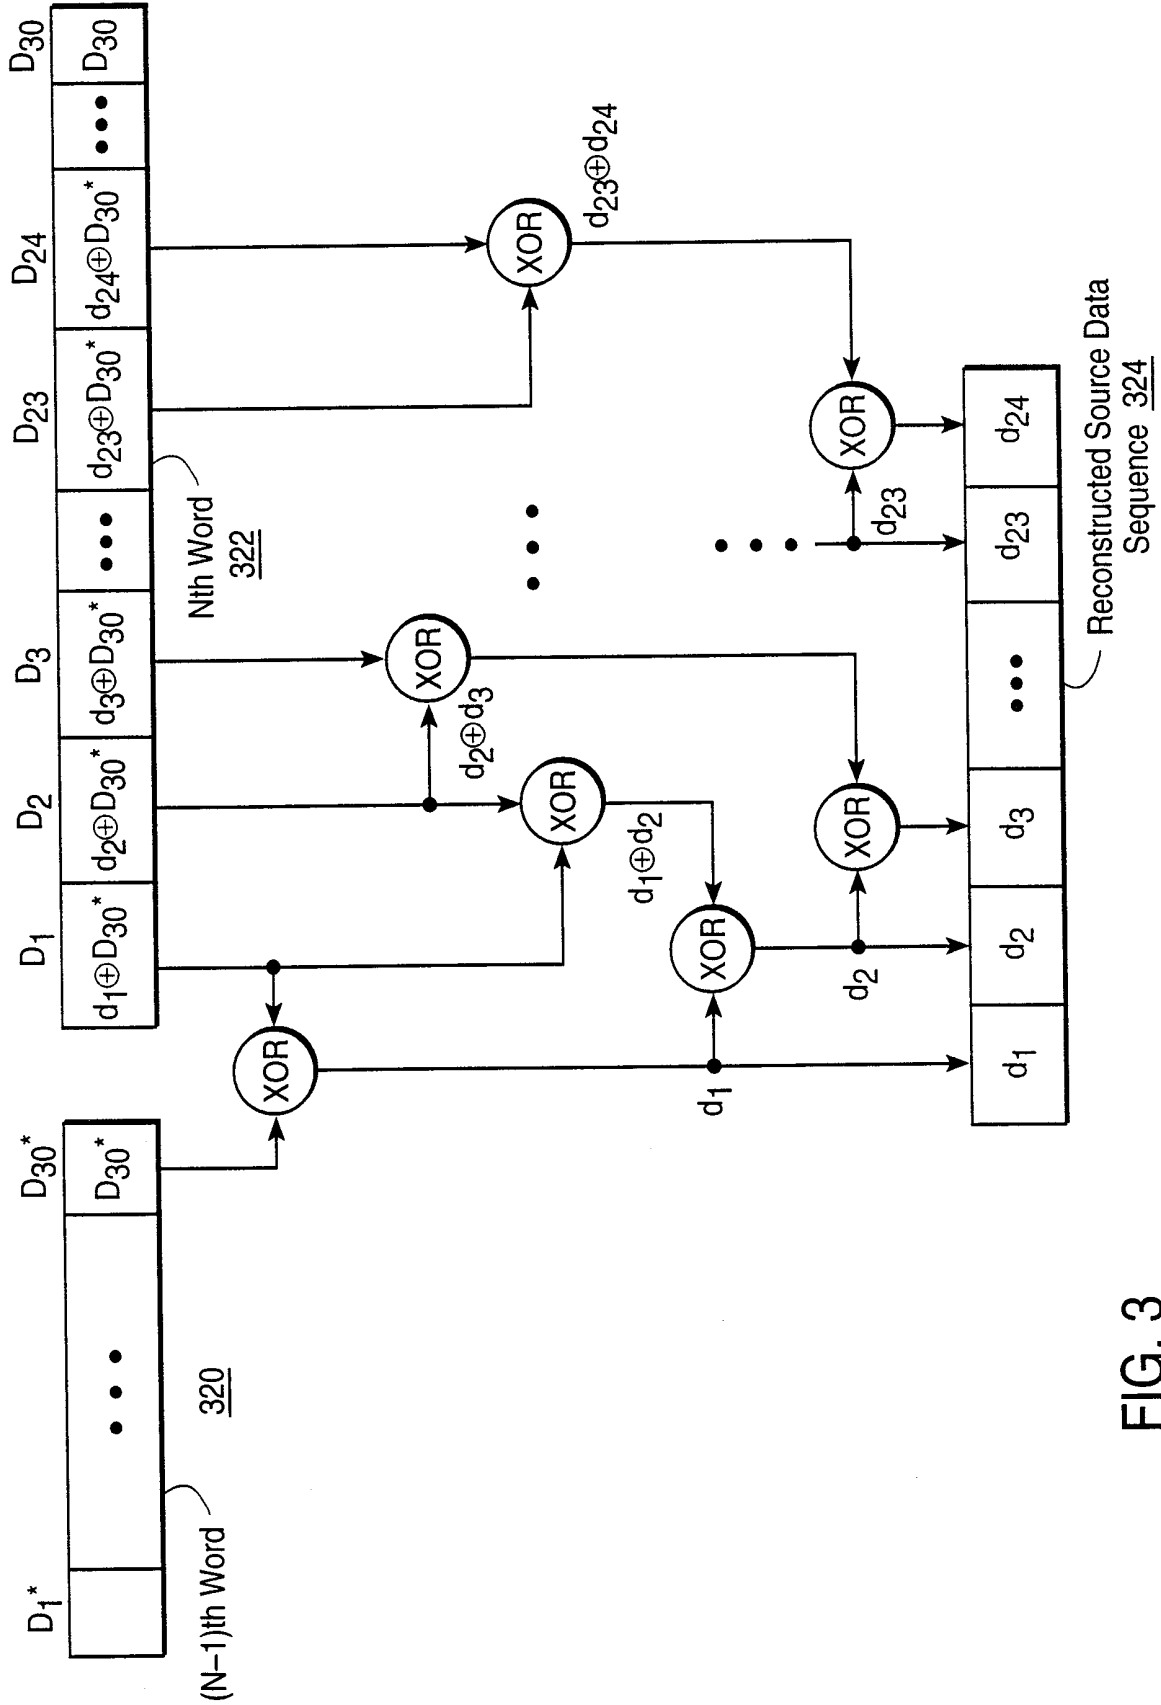 D1* D30* D1 D2 D3 D23 D24 D30
D30* d1⊕D30* d2⊕D30* d3⊕D30* ••• d23⊕D30* d24⊕D30* ••• D30
•••
(N–1)th Word
320
Nth Word
322
XOR
XOR
XOR
d2⊕d3
XOR
d23⊕d24
d1⊕d2
•••
•••
XOR
XOR
XOR
d1
d2
d23
d1 d2 d3 ••• d23 d24
Reconstructed Source Data
Sequence 324
FIG. 3